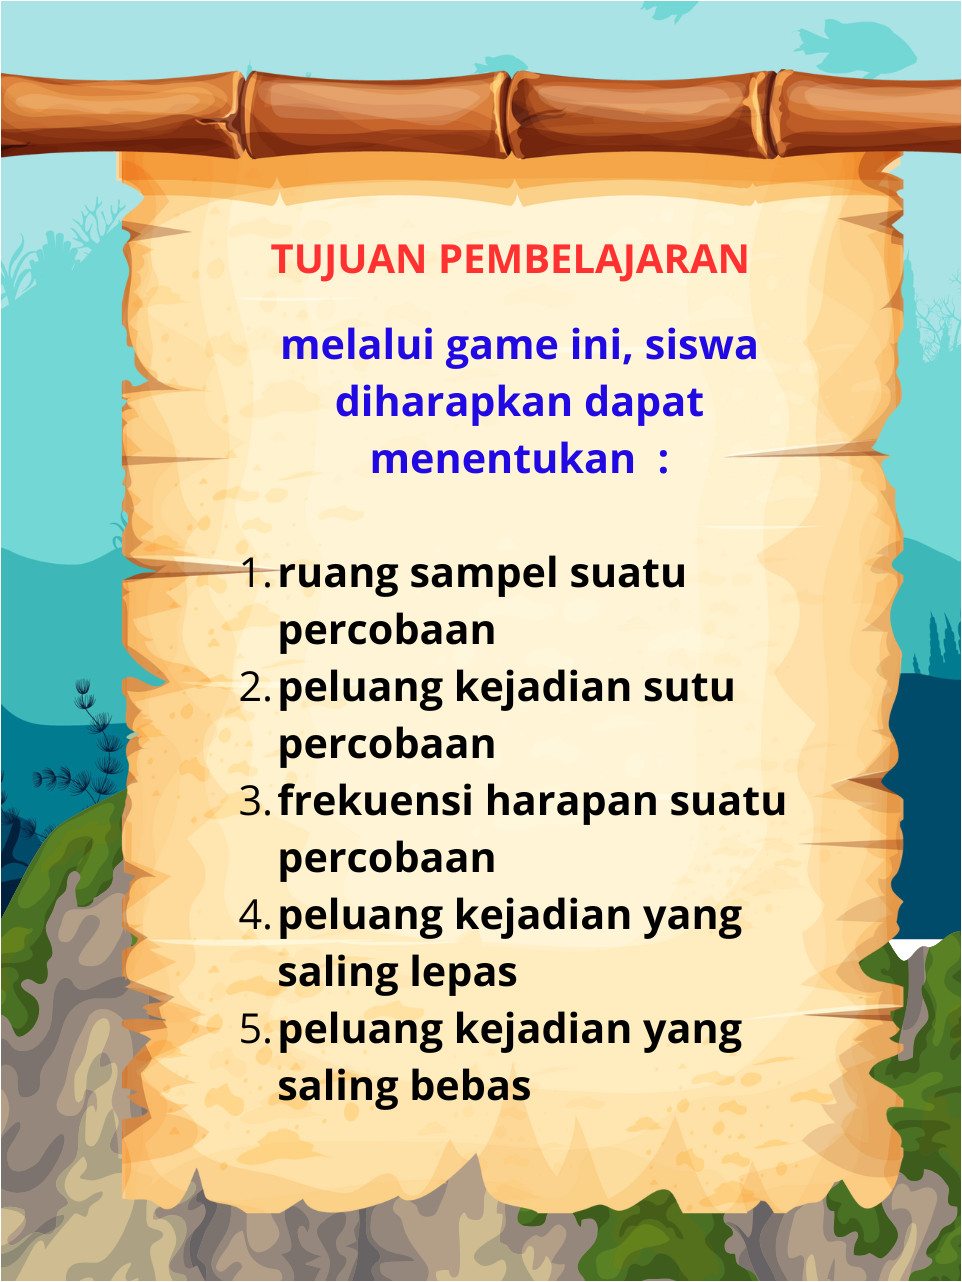 TUJUAN PEMBELAJARAN
melalui game ini, siswa
diharapkan dapat
menentukan :
1. ruang sampel suatu
percobaan
2. peluang kejadian sutu
percobaan
3. frekuensi harapan suatu
percobaan
4. peluang kejadian yang
saling lepas
5. peluang kejadian yang
saling bebas